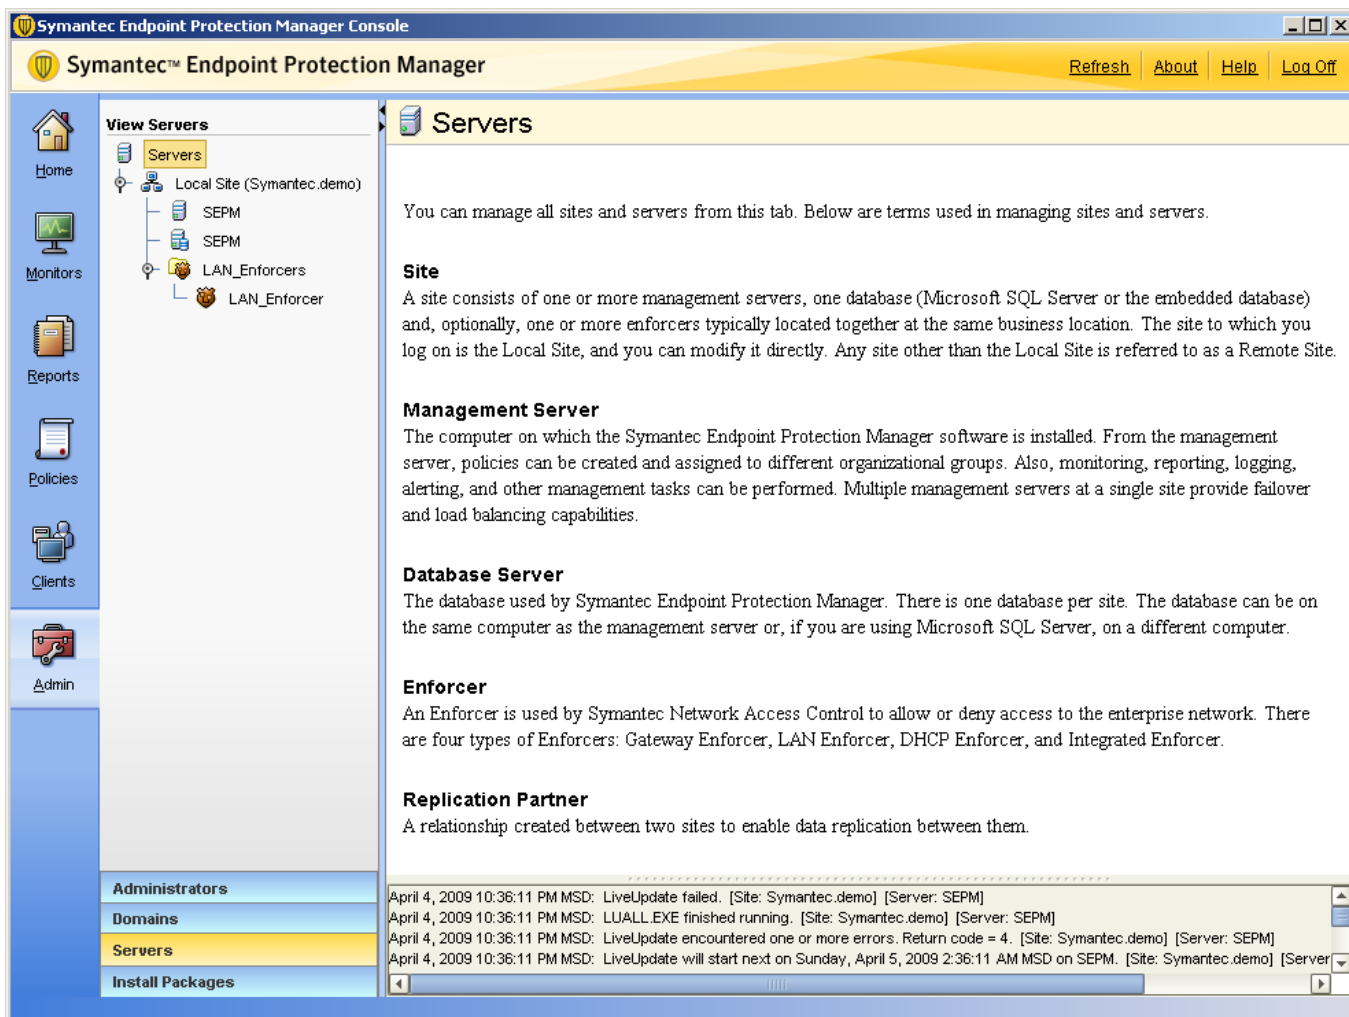 Symantec Endpoint Protection Manager Console
Symantec™ Endpoint Protection Manager
Refresh About Help Log Off
Home
Monitors
Reports
Policies
Clients
Admin
View Servers
Servers
Local Site (Symantec.demo)
SEPM
SEPM
LAN_Enforcers
LAN_Enforcer
Administrators
Domains
Servers
Install Packages
Servers
You can manage all sites and servers from this tab. Below are terms used in managing sites and servers.
Site
A site consists of one or more management servers, one database (Microsoft SQL Server or the embedded database)
and, optionally, one or more enforcers typically located together at the same business location. The site to which you
log on is the Local Site, and you can modify it directly. Any site other than the Local Site is referred to as a Remote Site.
Management Server
The computer on which the Symantec Endpoint Protection Manager software is installed. From the management
server, policies can be created and assigned to different organizational groups. Also, monitoring, reporting, logging,
alerting, and other management tasks can be performed. Multiple management servers at a single site provide failover
and load balancing capabilities.
Database Server
The database used by Symantec Endpoint Protection Manager. There is one database per site. The database can be on
the same computer as the management server or, if you are using Microsoft SQL Server, on a different computer.
Enforcer
An Enforcer is used by Symantec Network Access Control to allow or deny access to the enterprise network. There
are four types of Enforcers: Gateway Enforcer, LAN Enforcer, DHCP Enforcer, and Integrated Enforcer.
Replication Partner
A relationship created between two sites to enable data replication between them.
April 4, 2009 10:36:11 PM MSD: LiveUpdate failed. [Site: Symantec.demo] [Server: SEPM]
April 4, 2009 10:36:11 PM MSD: LUALL.EXE finished running. [Site: Symantec.demo] [Server: SEPM]
April 4, 2009 10:36:11 PM MSD: LiveUpdate encountered one or more errors. Return code = 4. [Site: Symantec.demo] [Server: SEPM]
April 4, 2009 10:36:11 PM MSD: LiveUpdate will start next on Sunday, April 5, 2009 2:36:11 AM MSD on SEPM. [Site: Symantec.demo] [Server